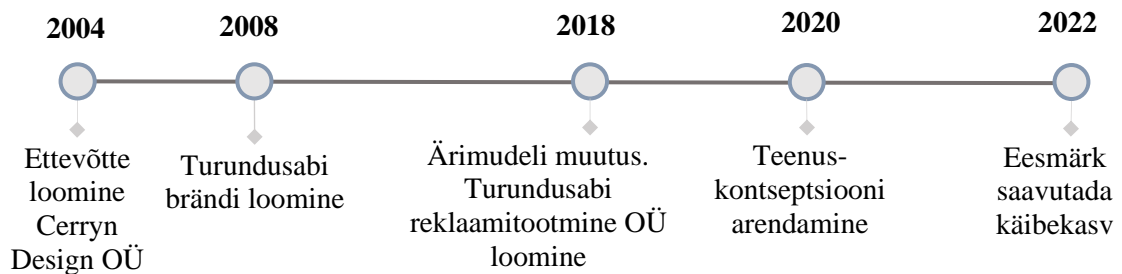 2004
2008
2018
2020
2022
Ettevõtte
loomine
Cerryn
Design OÜ
Turundusabi
brändi loomine
Ärimudeli muutus.
Turundusabi
reklaamitootmine OÜ
loomine
Teenus-
kontseptsiooni
arendamine
Eesmärk
saavutada
käibekasv